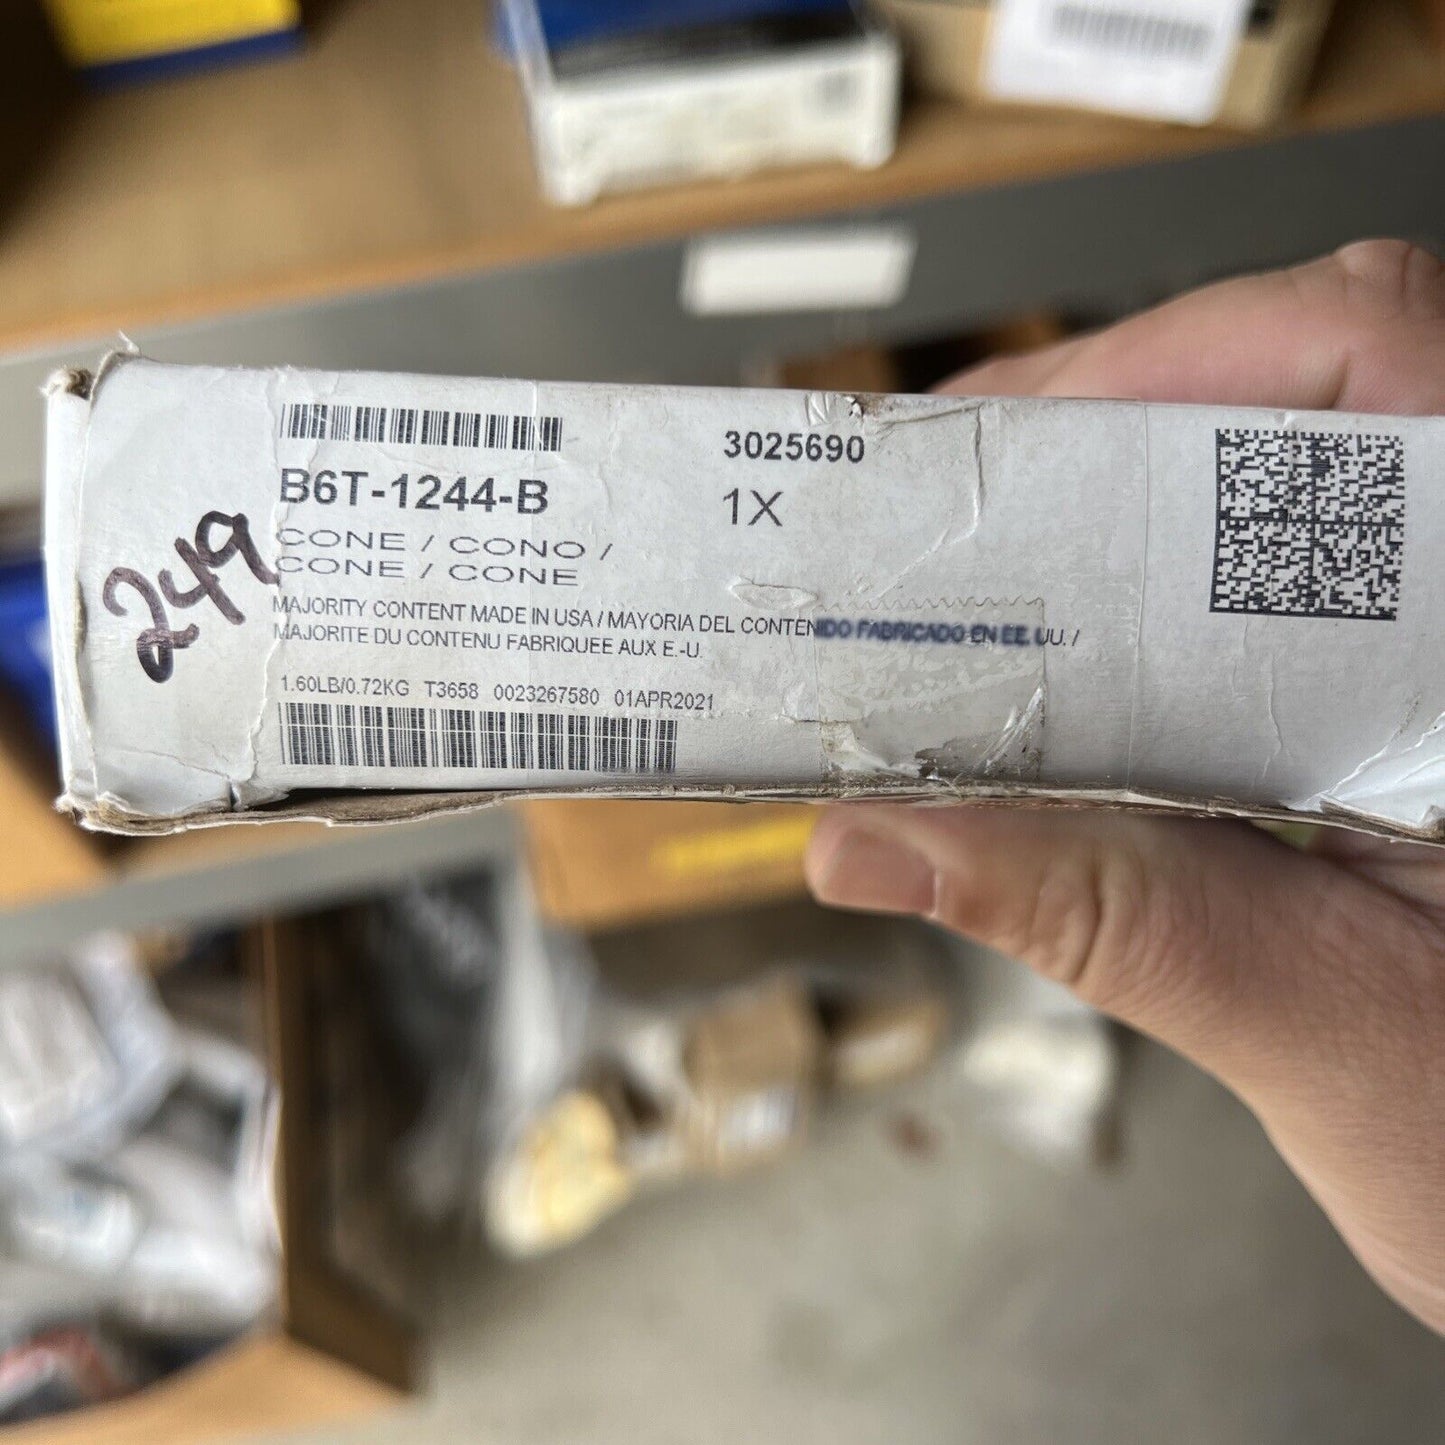 B6T-1244-B
3025690
1X
CONE / CONO /
CONE / CONE
249
MAJORITY CONTENT MADE IN USA / MAYORIA DEL CONTENIDO FABRICADO EN EE. UU. /
MAJORITE DU CONTENU FABRIQUEE AUX E.-U.
1.60LB/0.72KG T3658 0023267580 01APR2021